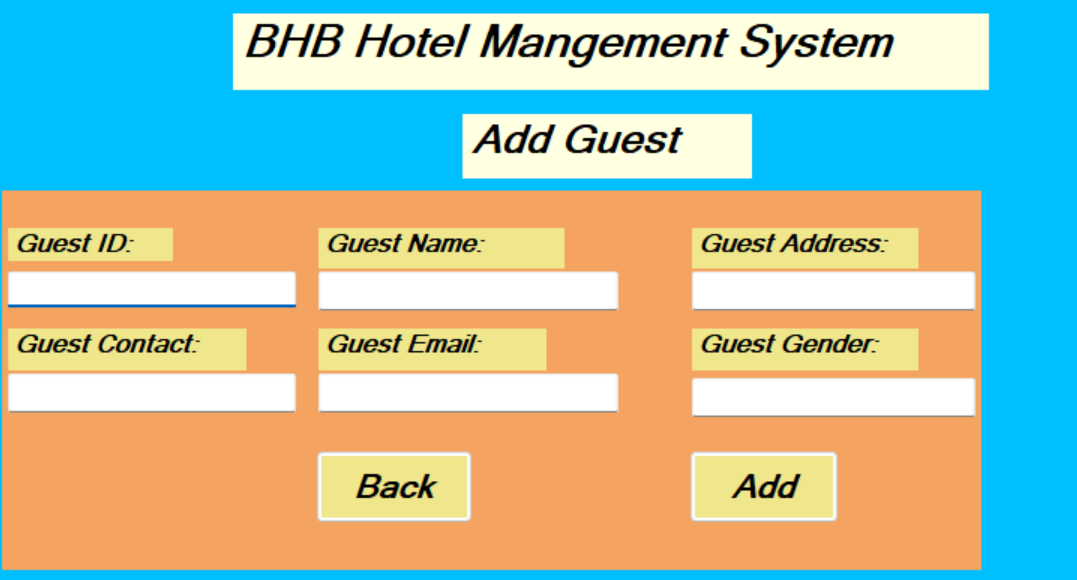 BHB Hotel Mangement System
Add Guest
Guest ID: Guest Name: Guest Address:
Guest Contact: Guest Email: Guest Gender:
Back Add